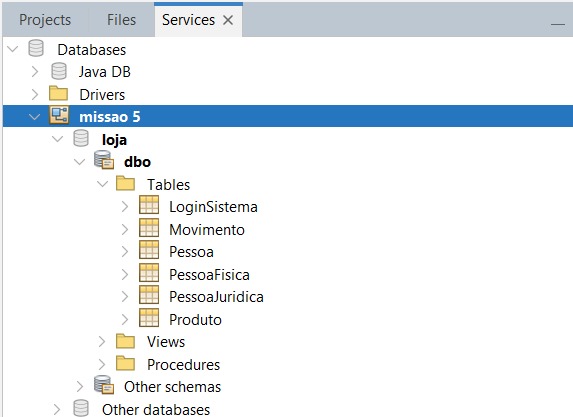 Projects Files Services
Databases
Java DB
Drivers
missao 5
loja
dbo
Tables
LoginSistema
Movimento
Pessoa
PessoaFisica
PessoaJuridica
Produto
Views
Procedures
Other schemas
Other databases